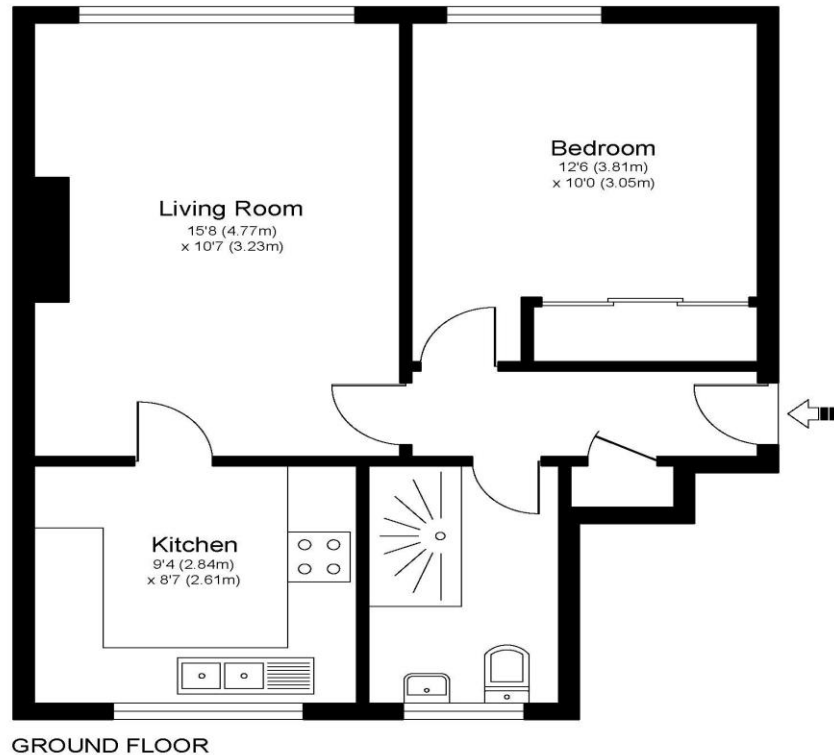 Bedroom
12'6 (3.81m)
x 10'0 (3.05m)
Living Room
15'8 (4.77m)
x 10'7 (3.23m)
Kitchen
9'4 (2.84m)
x 8'7 (2.61m)
GROUND FLOOR